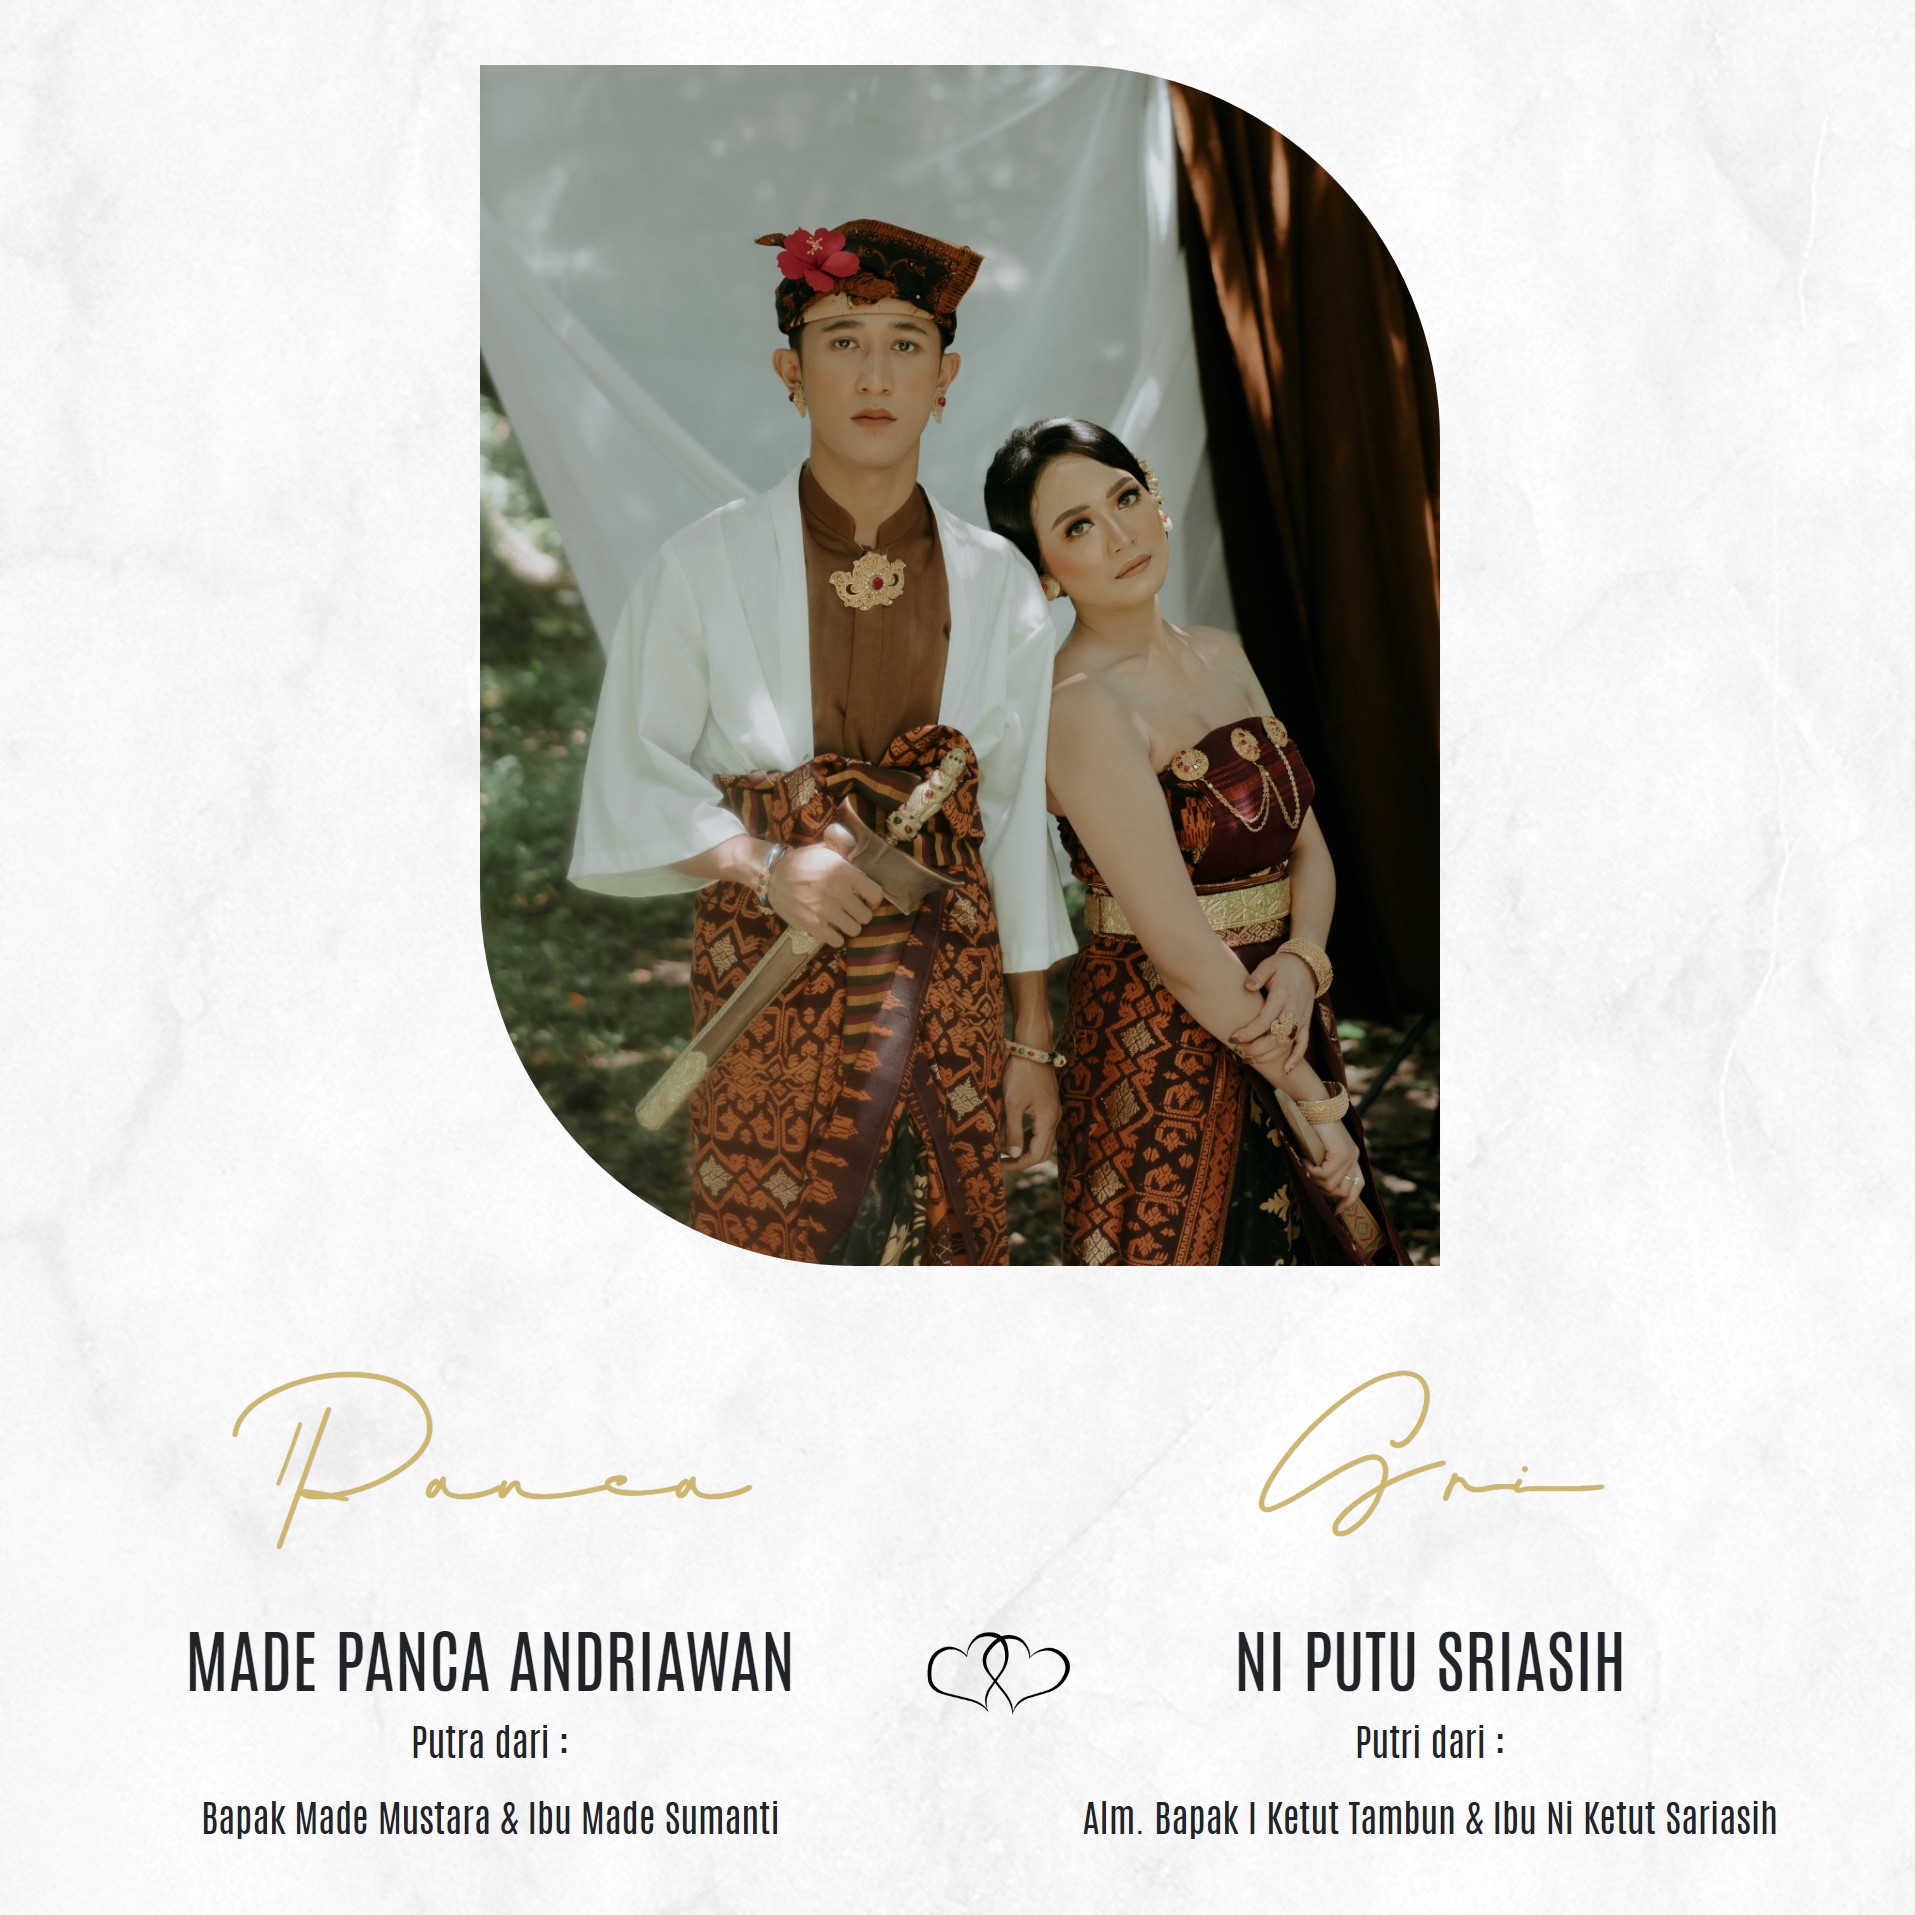 Panca
Sri
MADE PANCA ANDRIAWAN
Putra dari :
Bapak Made Mustara & Ibu Made Sumanti
NI PUTU SRIASIH
Putri dari :
Alm. Bapak I Ketut Tambun & Ibu Ni Ketut Sariasih